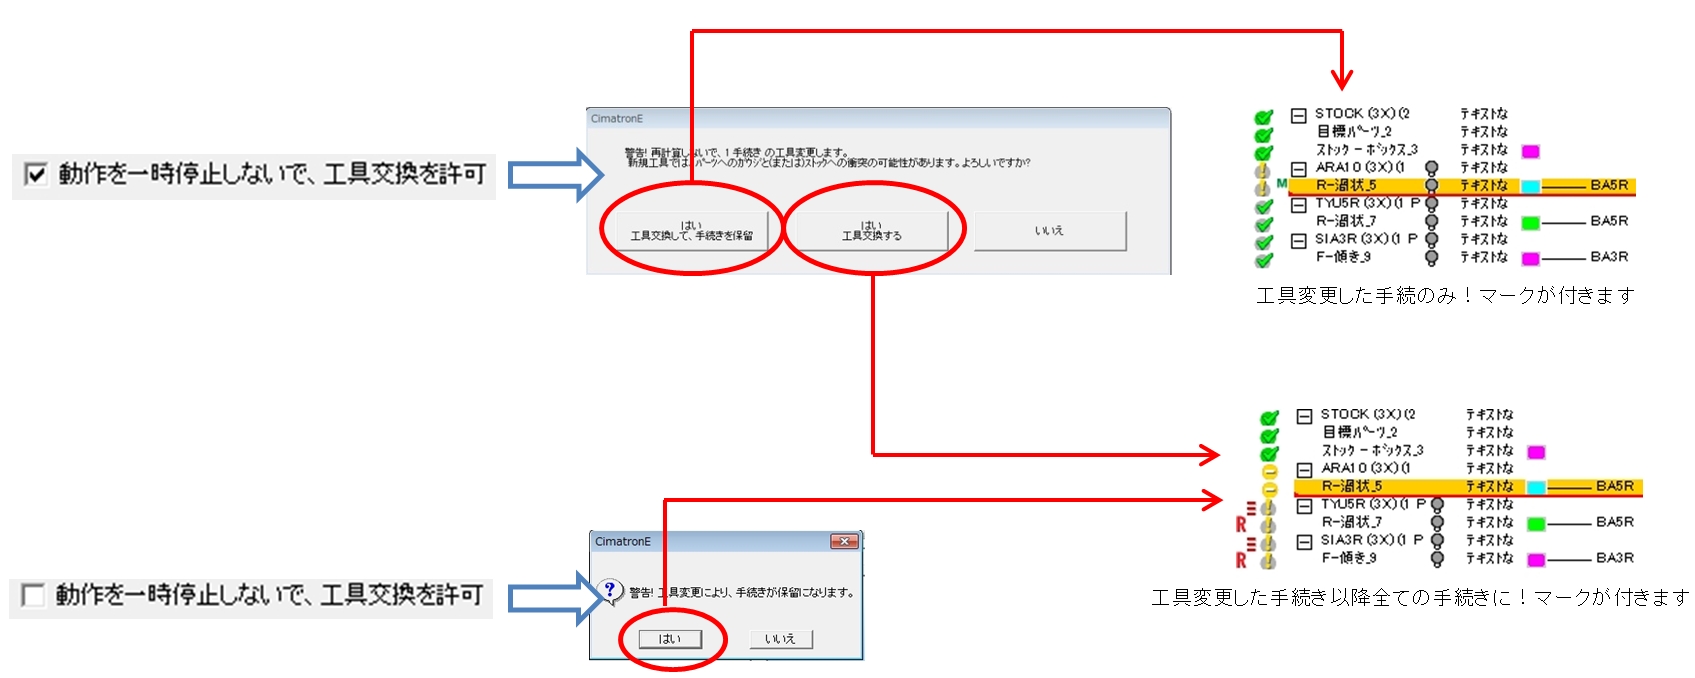 動作を一時停止しないで、工具交換を許可
CimatronE
警告! 再計算しないで、1 手続き の工具変更します。
新規工具では、パーツへのガウジと(または)ストックへの衝突の可能性があります。よろしいですか?
はい
工具交換して、手続きを保留
はい
工具交換する
いいえ
STOCK (3X) (2 テキストな
目標パーツ_2 テキストな
ストック－ボックス_3 テキストな
ARA10 (3X) (1 テキストな
M R-渦状_5 テキストな BA5R
TYU5R (3X) (1 P テキストな
R-渦状_7 テキストな BA5R
SIA3R (3X) (1 P テキストな
F-傾き_9 テキストな BA3R
工具変更した手続のみ！マークが付きます
STOCK (3X) (2 テキストな
目標パーツ_2 テキストな
ストック－ボックス_3 テキストな
ARA10 (3X) (1 テキストな
R-渦状_5 テキストな BA5R
TYU5R (3X) (1 P テキストな
R R-渦状_7 テキストな BA5R
SIA3R (3X) (1 P テキストな
R F-傾き_9 テキストな BA3R
工具変更した手続き以降全ての手続きに！マークが付きます
動作を一時停止しないで、工具交換を許可
CimatronE
警告! 工具変更により、手続きが保留になります。
はい
いいえ